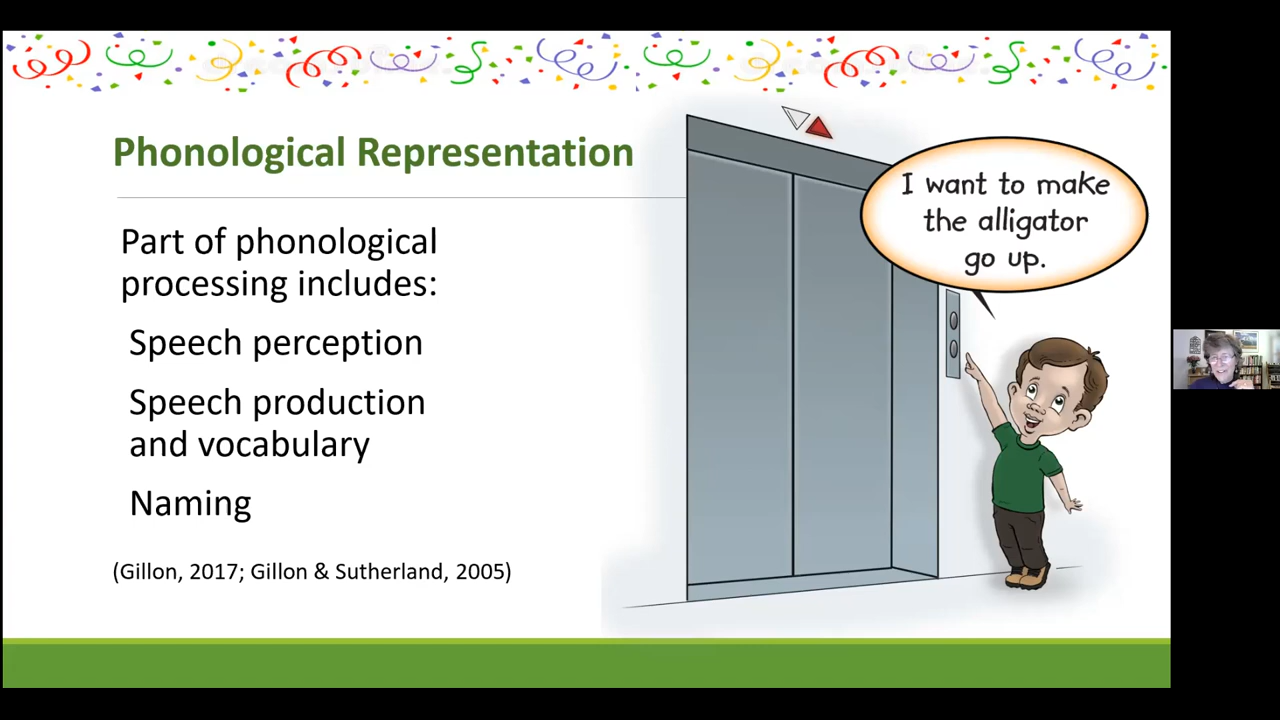 Phonological Representation
Part of phonological
processing includes:
Speech perception
Speech production
and vocabulary
Naming
(Gillon, 2017; Gillon & Sutherland, 2005)
I want to make
the alligator
go up.